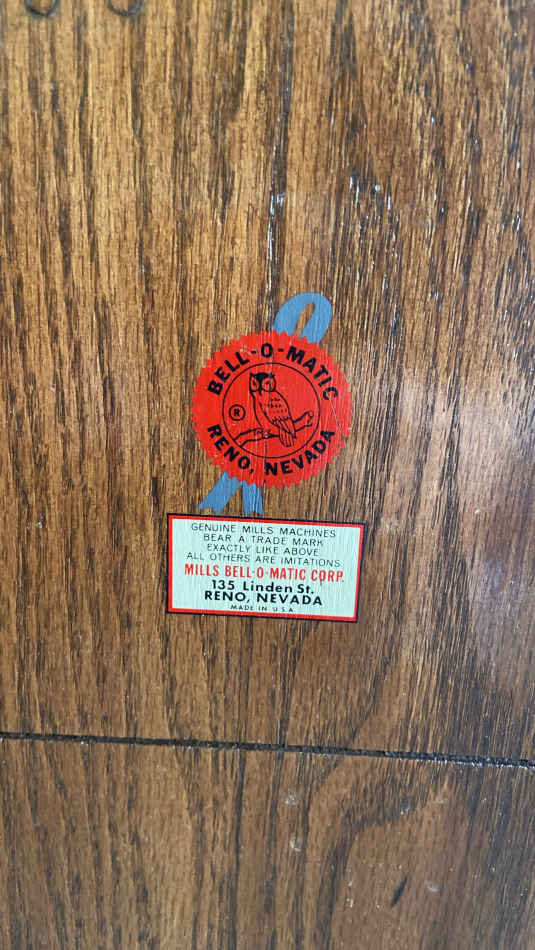 BELL-O-MATIC
®
RENO, NEVADA
GENUINE MILLS MACHINES
BEAR A TRADE MARK
EXACTLY LIKE ABOVE
ALL OTHERS ARE IMITATIONS
MILLS BELL-O-MATIC CORP.
135 Linden St.
RENO, NEVADA
MADE IN U.S.A.